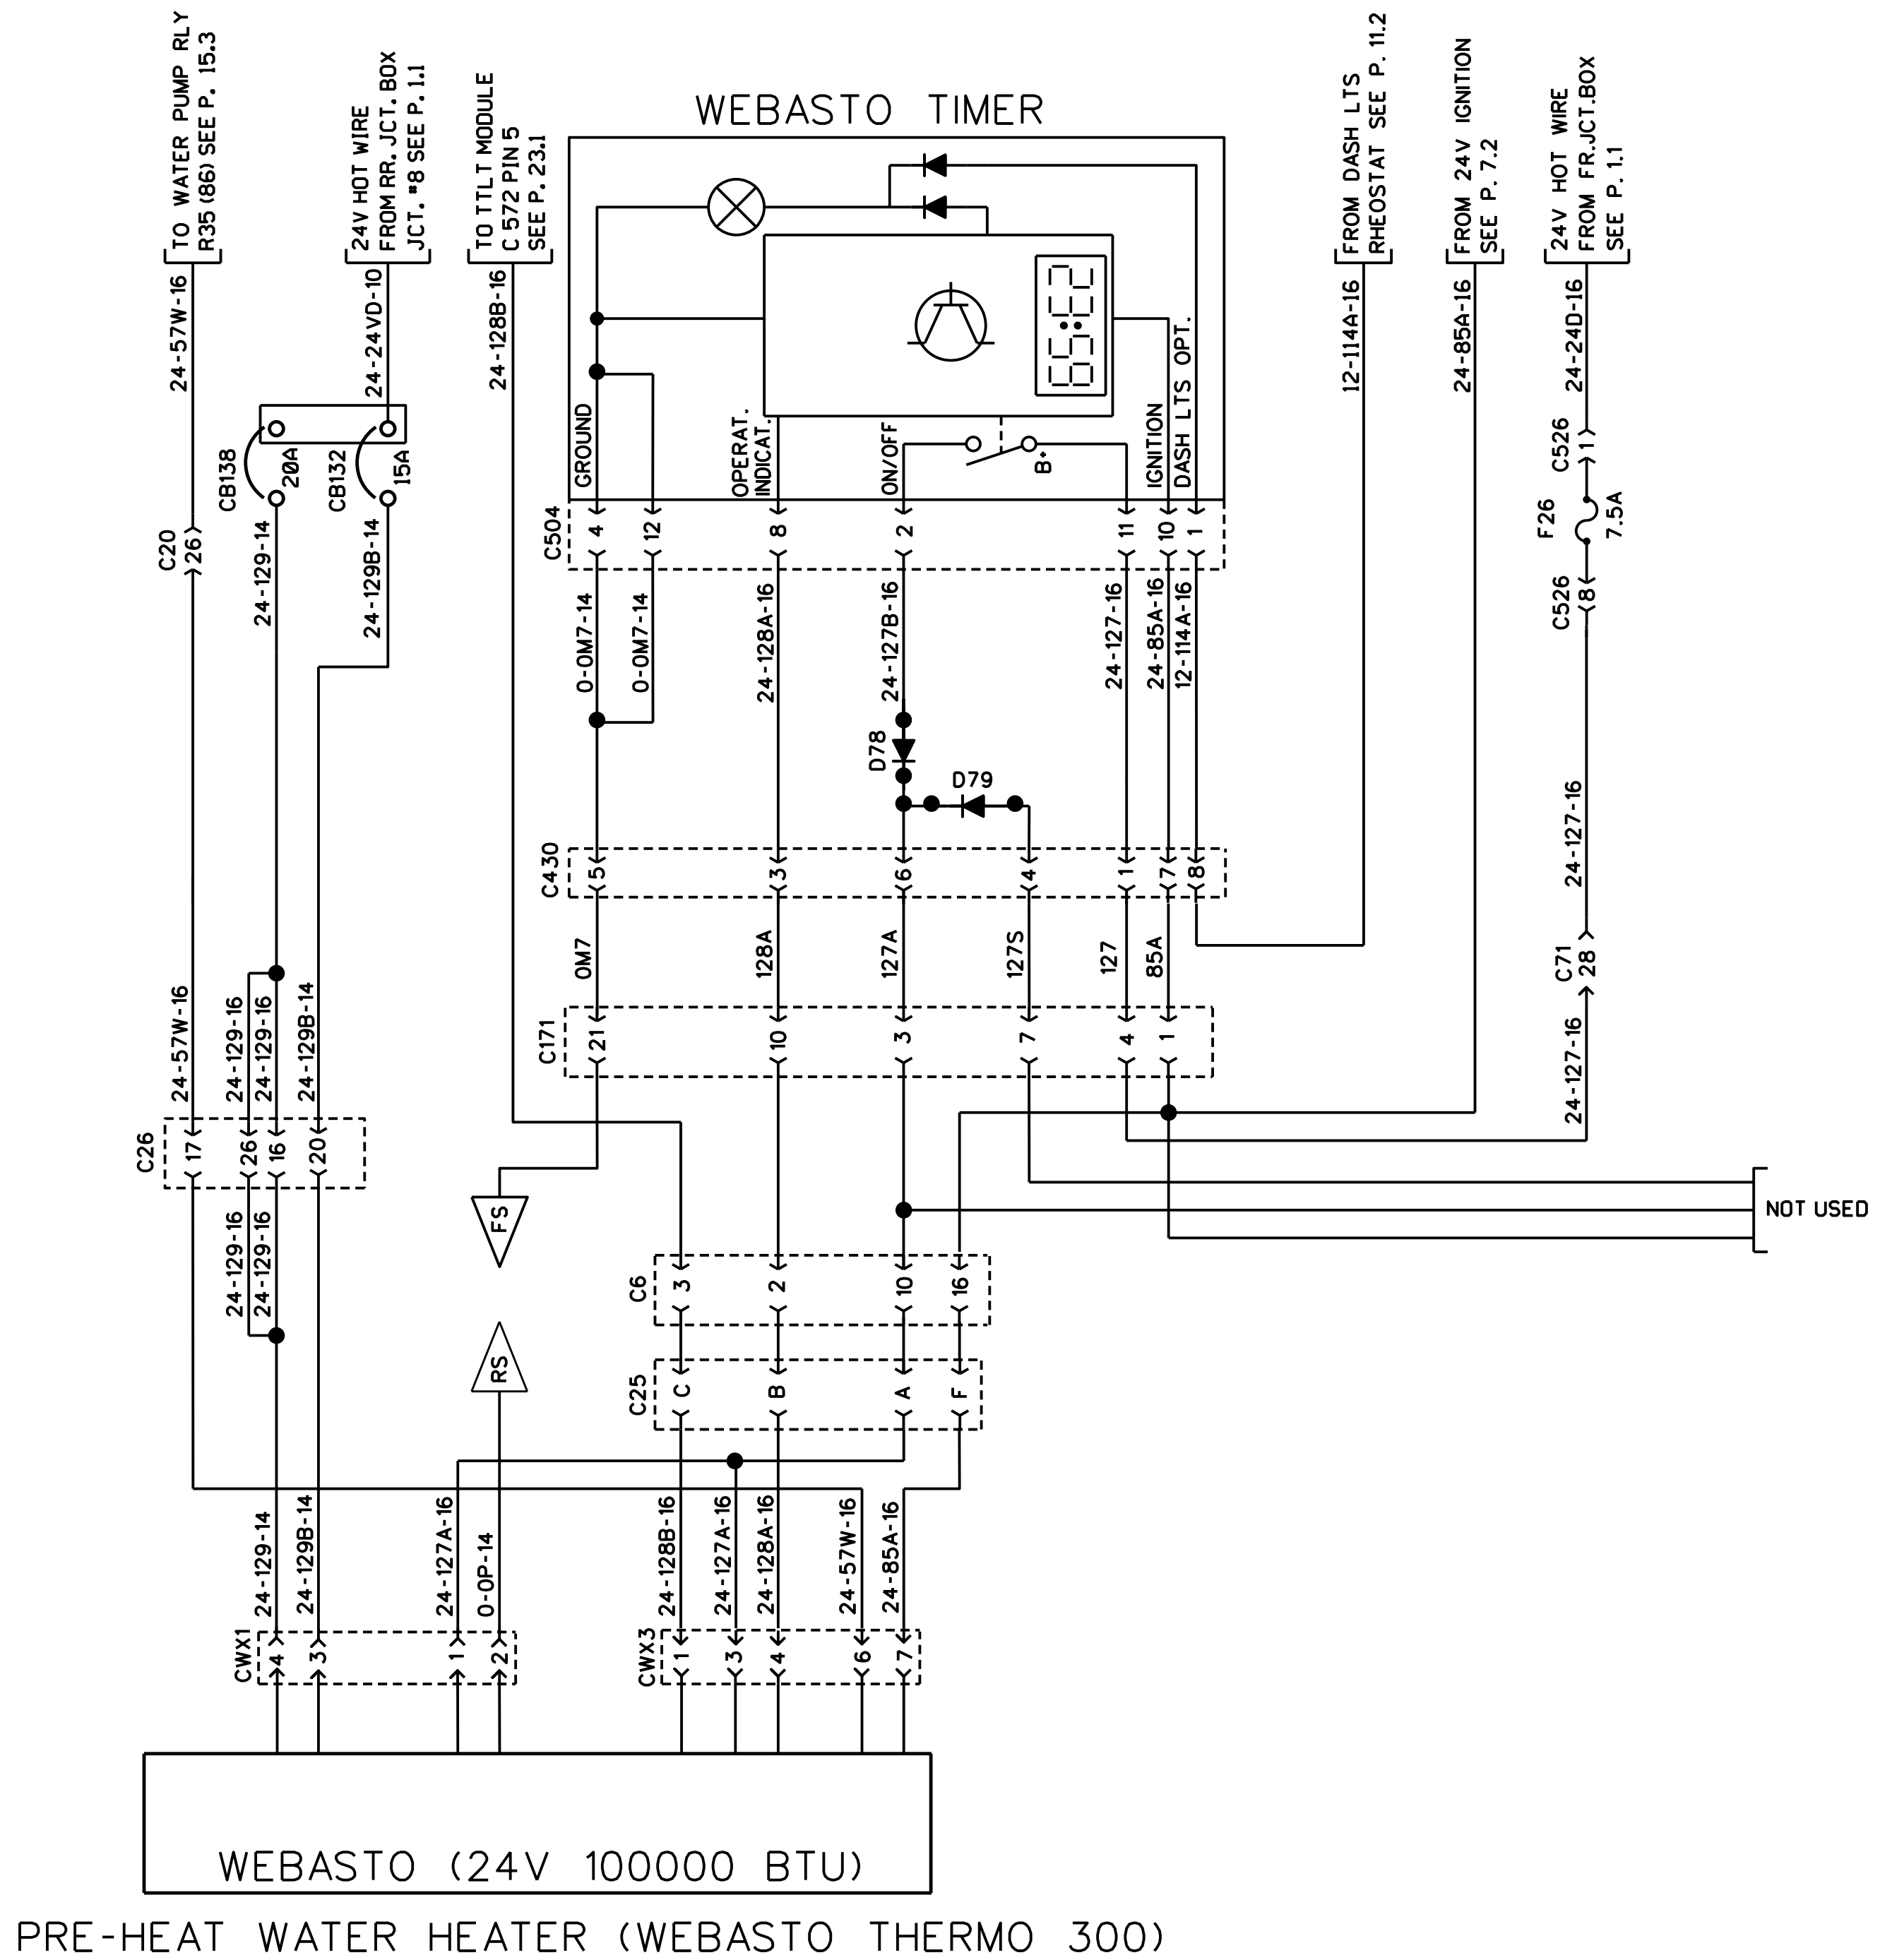 TO WATER PUMP RLY
R35 (86) SEE P. 15.3
24V HOT WIRE
FROM RR. JCT. BOX
JCT. #8 SEE P. 1.1
TO TTLT MODULE
C 572 PIN 5
SEE P. 23.1
WEBASTO TIMER
FROM DASH LTS
RHEOSTAT SEE P. 11.2
FROM 24V IGNITION
SEE P. 7.2
24V HOT WIRE
FROM FR.JCT.BOX
SEE P. 1.1
24-57W-16
24-24VD-10
24-128B-16
12-114A-16
24-85A-16
24-24D-16
CB138
20A
CB132
15A
GROUND
OPERAT.
INDICAT.
ON/OFF
B+
IGNITION
DASH LTS OPT.
C526
1
F26
7.5A
C526
8
C20
26
24-129-14
24-129B-14
C504
4
12
8
2
11
10
1
0-0M7-14
0-0M7-14
24-128A-16
24-127B-16
24-127-16
24-85A-16
12-114A-16
D78
D79
24-127-16
C430
5
3
6
4
1
7
8
0M7
128A
127A
127S
127
85A
C71
28
24-57W-16
24-129-16
24-129-16
24-129B-14
C171
21
10
3
7
4
1
24-127-16
C26
17
26
16
20
24-129-16
24-129-16
FS
NOT USED
C6
3
2
10
16
RS
C25
C
B
A
F
24-129-14
24-129B-14
24-127A-16
0-0P-14
24-128B-16
24-127A-16
24-128A-16
24-57W-16
24-85A-16
CWX1
4
3
1
2
CWX3
1
3
4
6
7
WEBASTO (24V 100000 BTU)
PRE-HEAT WATER HEATER (WEBASTO THERMO 300)